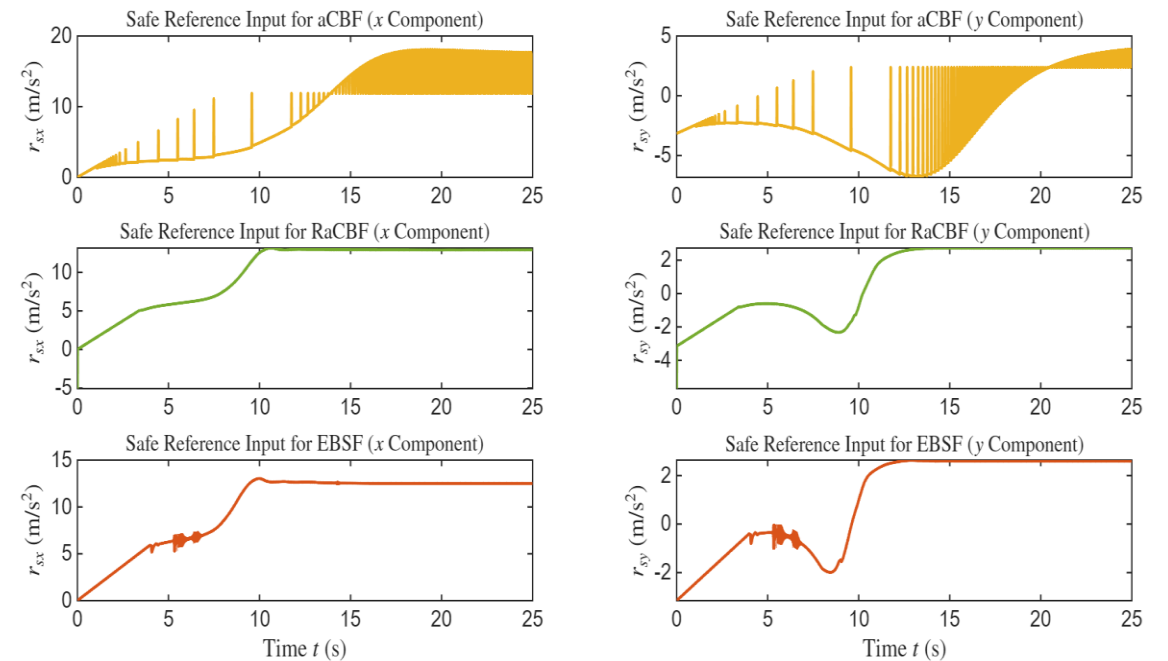 Safe Reference Input for aCBF (x Component)
20
10
0
r_sx (m/s²)
0 5 10 15 20 25
Safe Reference Input for aCBF (y Component)
5
0
-5
r_sy (m/s²)
0 5 10 15 20 25
Safe Reference Input for RaCBF (x Component)
10
5
0
-5
r_sx (m/s²)
0 5 10 15 20 25
Safe Reference Input for RaCBF (y Component)
2
0
-2
-4
r_sy (m/s²)
0 5 10 15 20 25
Safe Reference Input for EBSF (x Component)
15
10
5
0
r_sx (m/s²)
0 5 10 15 20 25
Time t (s)
Safe Reference Input for EBSF (y Component)
2
0
-2
r_sy (m/s²)
0 5 10 15 20 25
Time t (s)